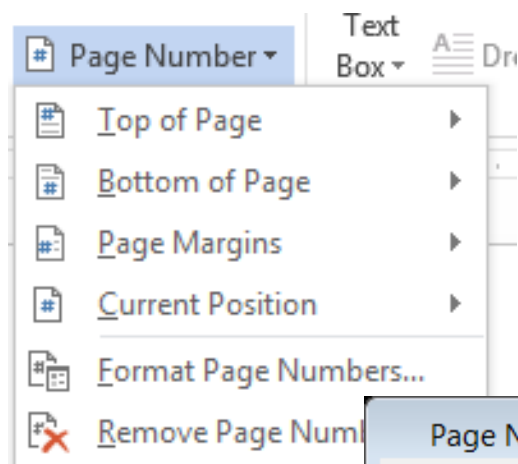 Page Number
Text
Box
Top of Page
Bottom of Page
Page Margins
Current Position
Format Page Numbers...
Remove Page
Page